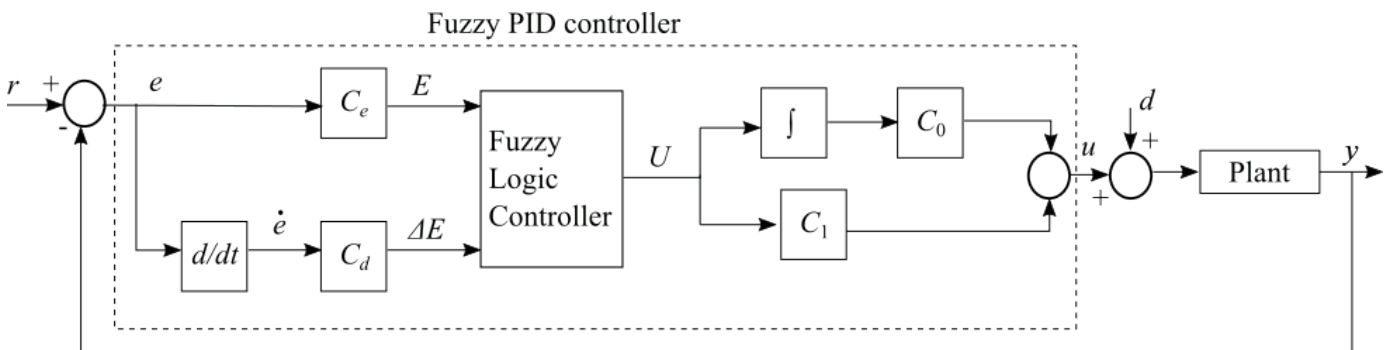 Fuzzy PID controller
r
+
-
e
C_e
E
d/dt
ė
C_d
ΔE
Fuzzy
Logic
Controller
U
∫
C_0
C_1
u
d
+
+
Plant
y